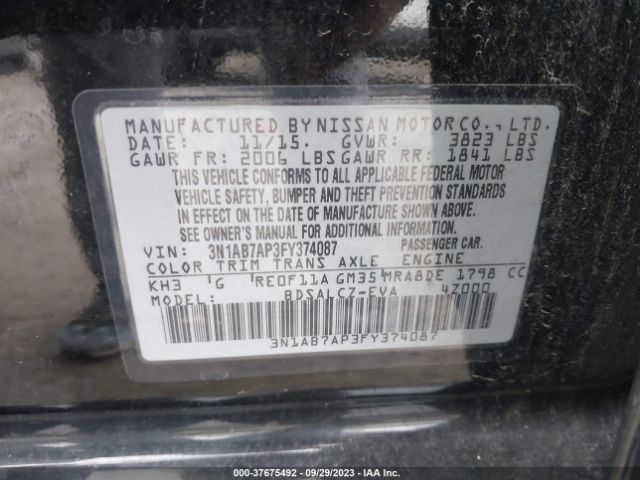 MANUFACTURED BY NISSAN MOTOR CO., LTD.
DATE: 11/15. GVWR: 3823 LBS
GAWR FR: 2006 LBS GAWR RR: 1841 LBS
THIS VEHICLE CONFORMS TO ALL APPLICABLE FEDERAL MOTOR
VEHICLE SAFETY, BUMPER AND THEFT PREVENTION STANDARDS
IN EFFECT ON THE DATE OF MANUFACTURE SHOWN ABOVE.
SEE OWNER'S MANUAL FOR ADDITIONAL INFORMATION.
VIN: 3N1AB7AP3FY374087 PASSENGER CAR
COLOR TRIM TRANS AXLE ENGINE
KH3 'G 'RE0F11A GM35 MRA8DE 1798 CC
MODEL: BDSALCZ-EVA 4Z000
3N1AB7AP3FY374087
000-37675492 - 09/29/2023 - IAA Inc.